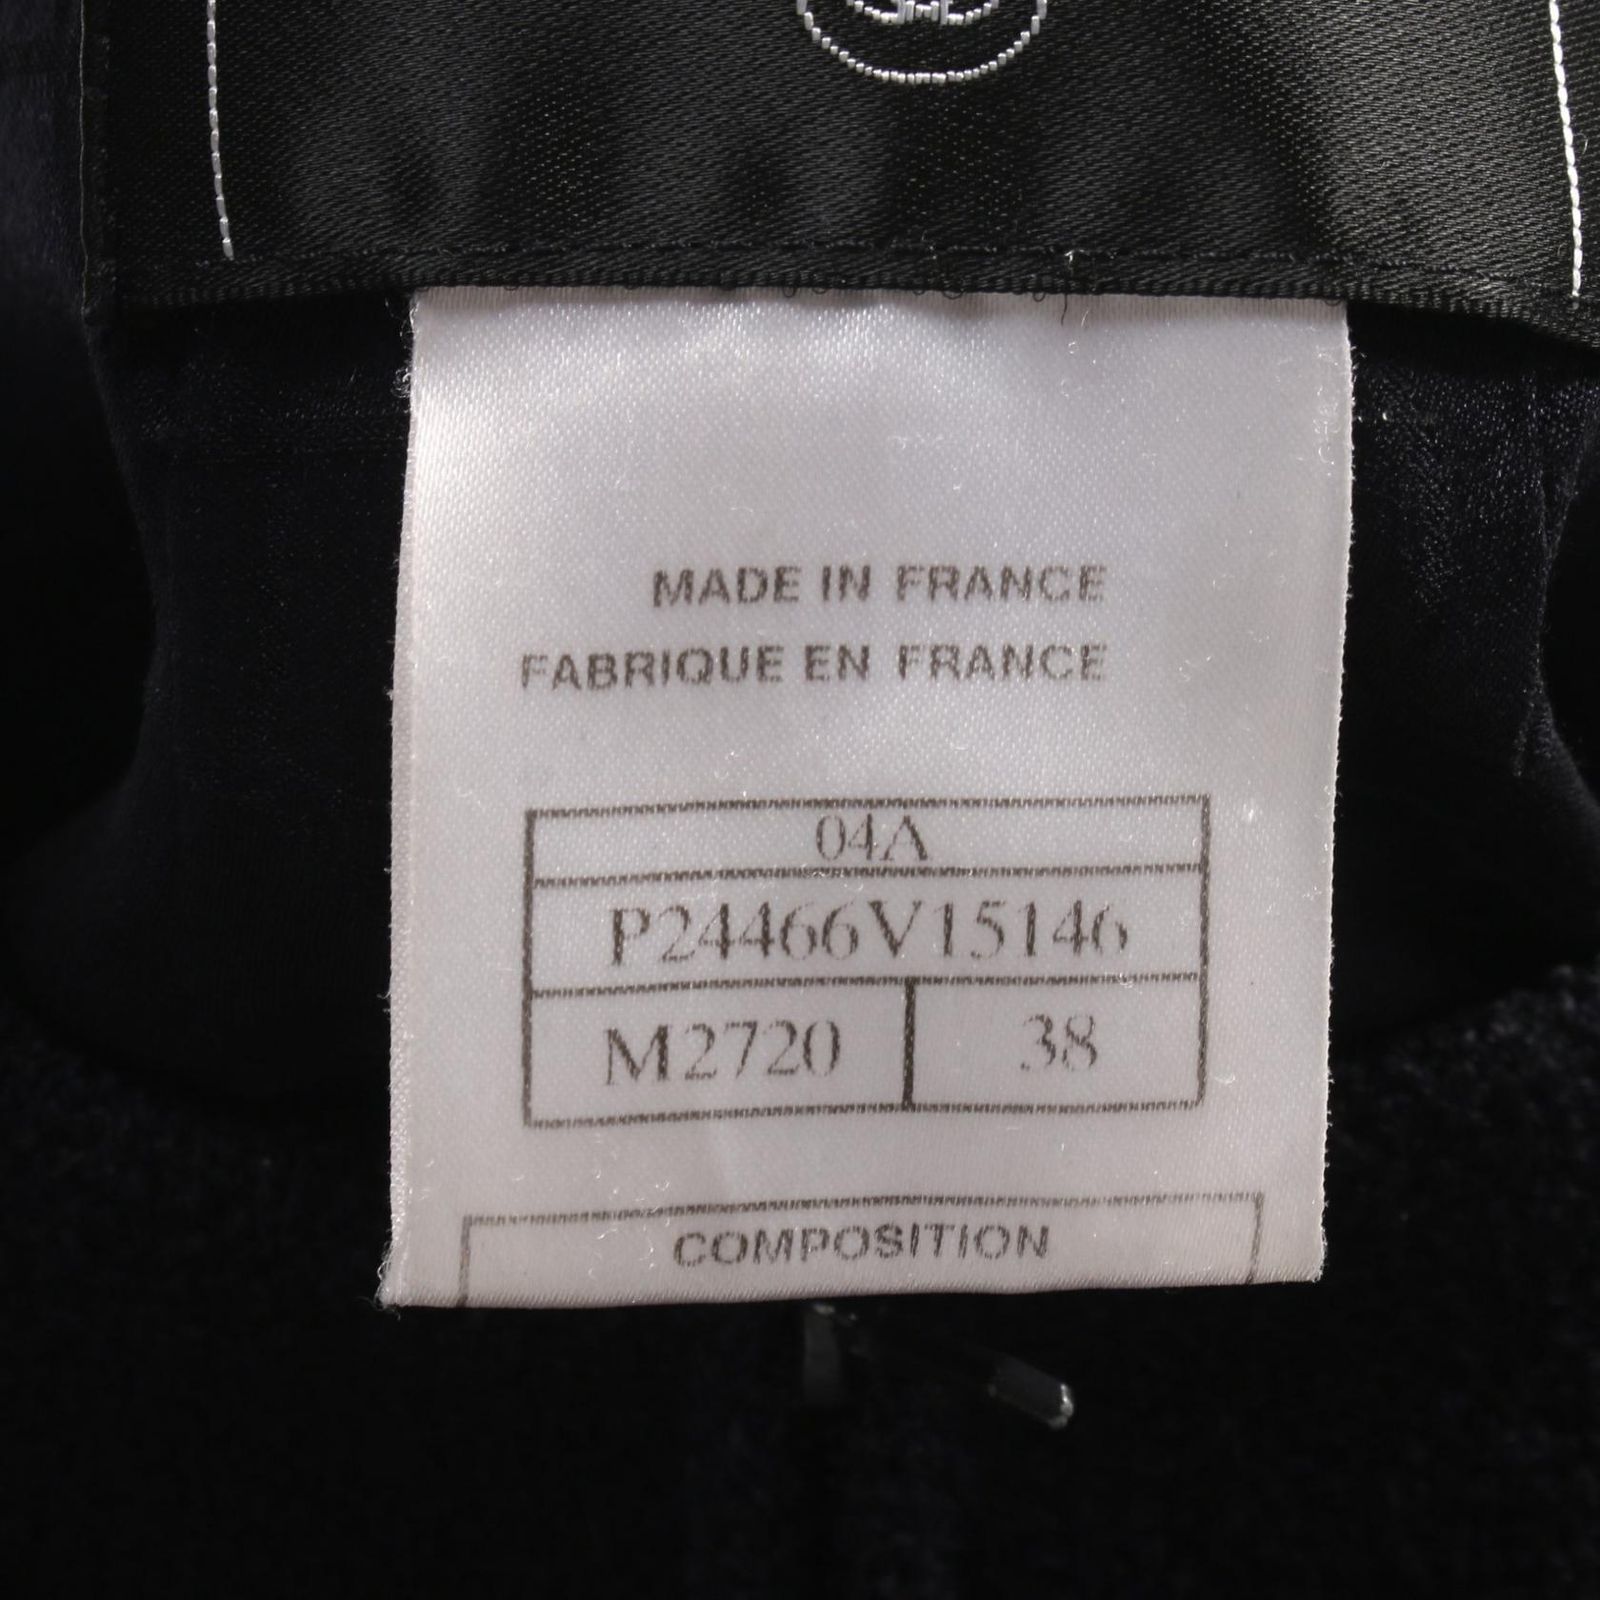 MADE IN FRANCE
FABRIQUE EN FRANCE
04A
P24466V15146
M2720 38
COMPOSITION